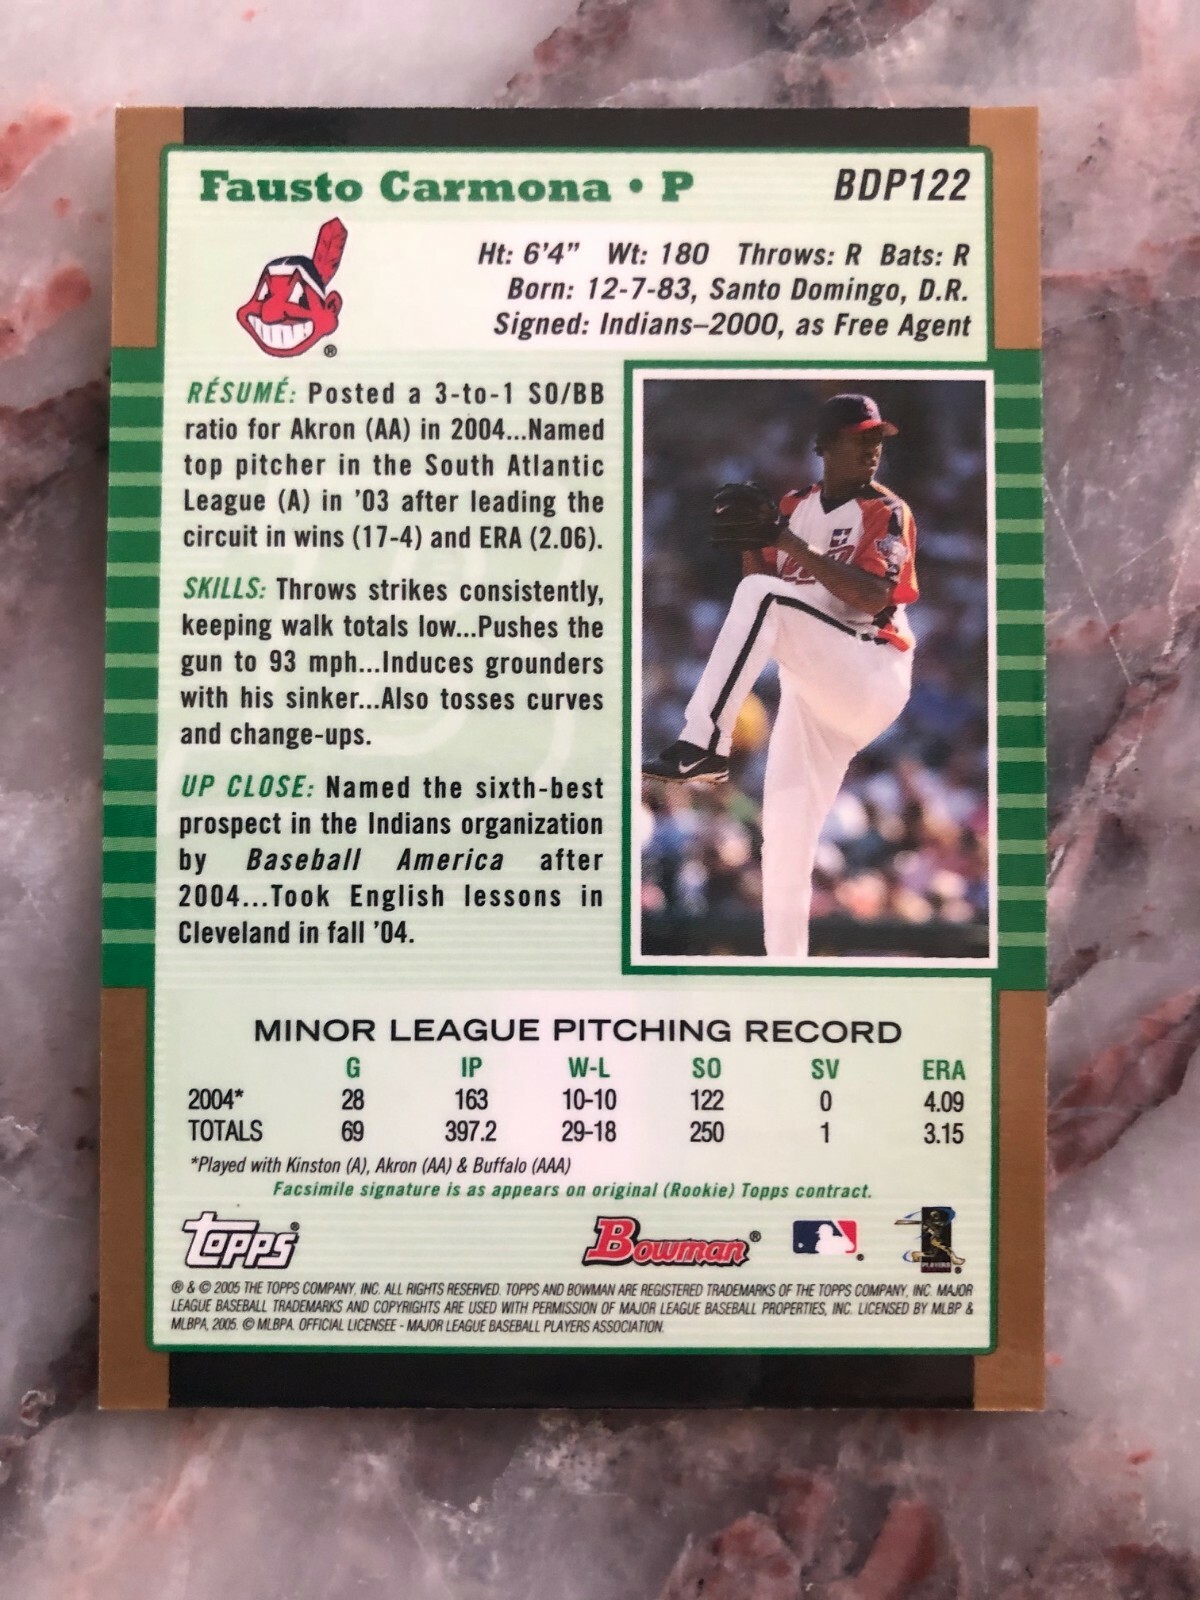 Fausto Carmona • P
BDP122
Ht: 6'4” Wt: 180 Throws: R Bats: R
Born: 12-7-83, Santo Domingo, D.R.
Signed: Indians–2000, as Free Agent
RÉSUMÉ: Posted a 3-to-1 SO/BB
ratio for Akron (AA) in 2004...Named
top pitcher in the South Atlantic
League (A) in '03 after leading the
circuit in wins (17-4) and ERA (2.06).
SKILLS: Throws strikes consistently,
keeping walk totals low...Pushes the
gun to 93 mph...Induces grounders
with his sinker...Also tosses curves
and change-ups.
UP CLOSE: Named the sixth-best
prospect in the Indians organization
by Baseball America after
2004...Took English lessons in
Cleveland in fall '04.
MINOR LEAGUE PITCHING RECORD
G IP W-L SO SV ERA
2004* 28 163 10-10 122 0 4.09
TOTALS 69 397.2 29-18 250 1 3.15
*Played with Kinston (A), Akron (AA) & Buffalo (AAA)
Facsimile signature is as appears on original (Rookie) Topps contract.
Topps® Bowman® PLAYERS
® & © 2005 THE TOPPS COMPANY, INC. ALL RIGHTS RESERVED. TOPPS AND BOWMAN ARE REGISTERED TRADEMARKS OF THE TOPPS COMPANY, INC. MAJOR
LEAGUE BASEBALL TRADEMARKS AND COPYRIGHTS ARE USED WITH PERMISSION OF MAJOR LEAGUE BASEBALL PROPERTIES, INC. LICENSED BY MLBP &
MLBPA, 2005. © MLBPA. OFFICIAL LICENSEE - MAJOR LEAGUE BASEBALL PLAYERS ASSOCIATION.